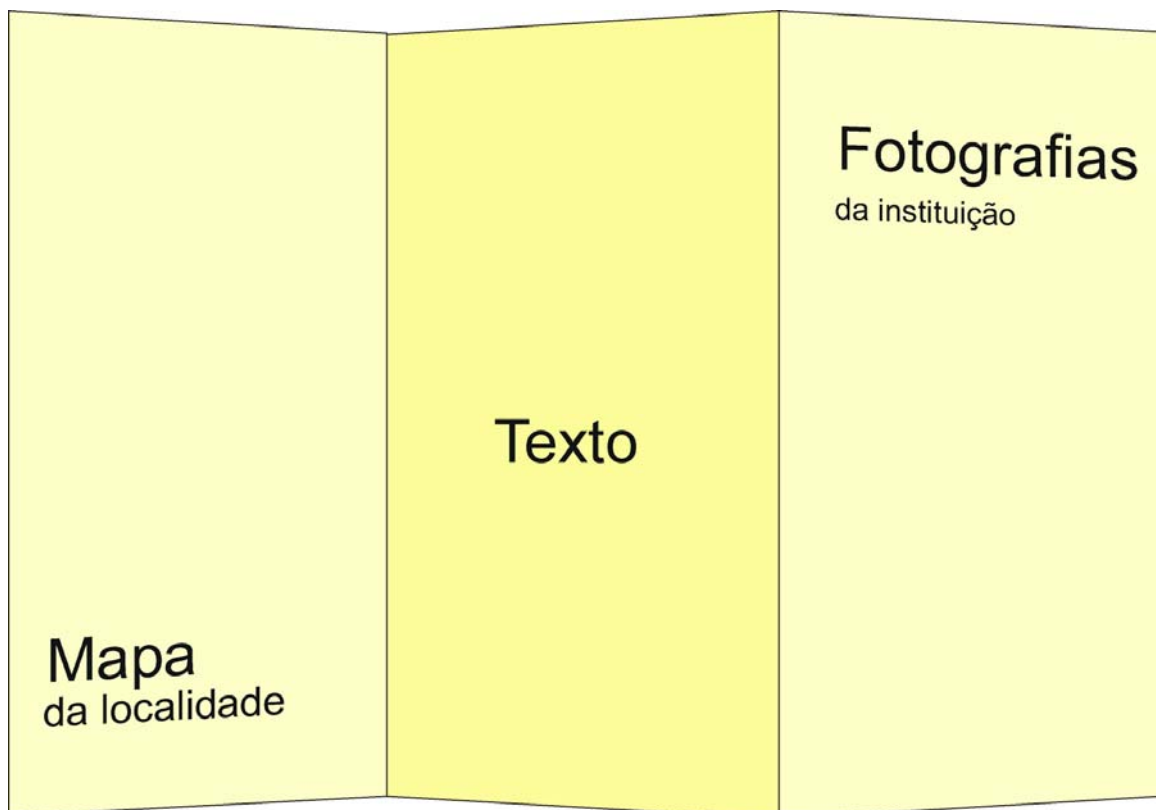 Mapa
da localidade
Texto
Fotografias
da instituição